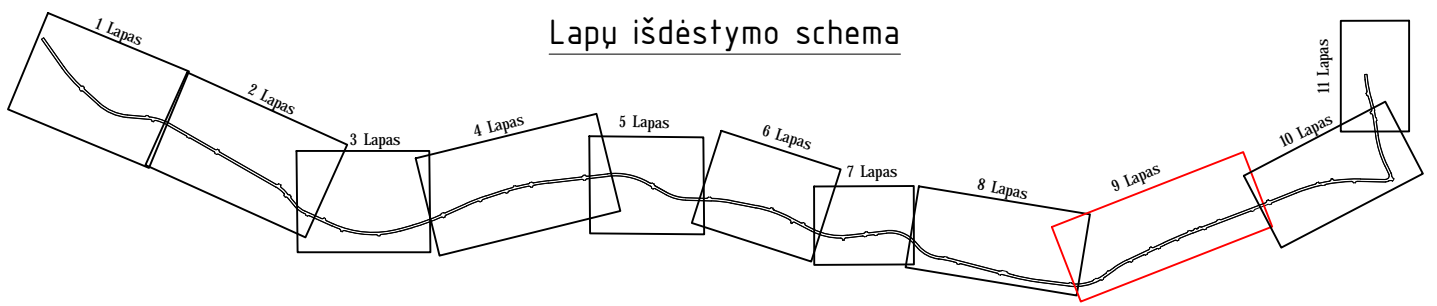 Lapų išdėstymo schema
1 Lapas
2 Lapas
3 Lapas
4 Lapas
5 Lapas
6 Lapas
7 Lapas
8 Lapas
9 Lapas
10 Lapas
11 Lapas